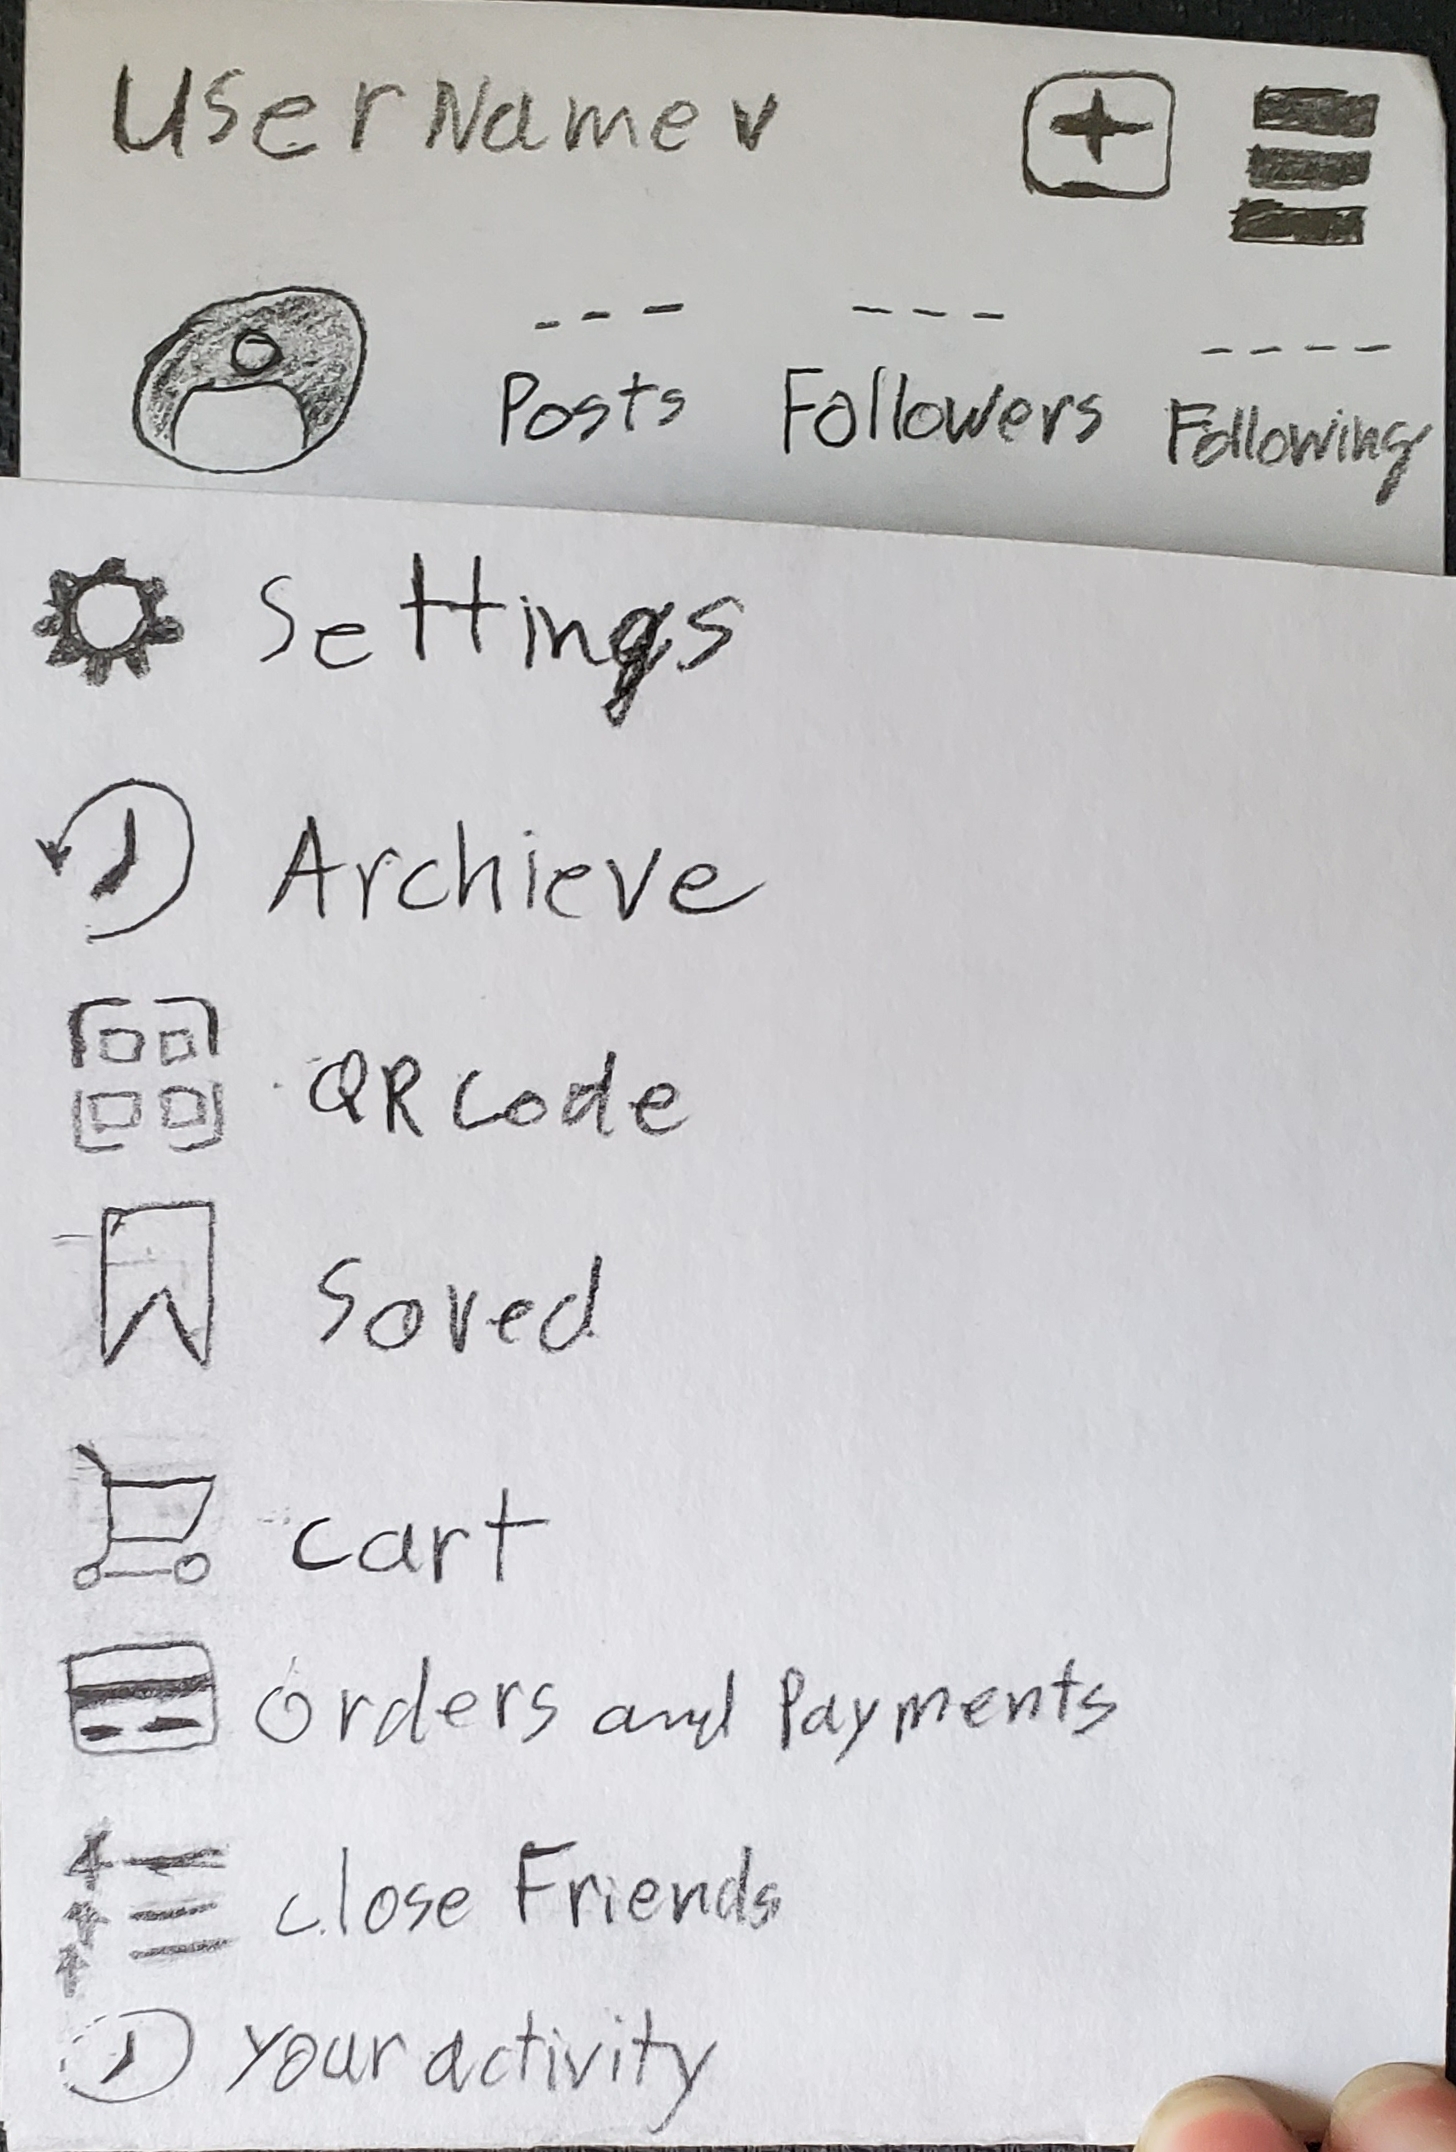 UserName v
--- --- ----
Posts Followers Following
Settings
Archieve
QR code
Saved
cart
Orders and Payments
close Friends
Your activity